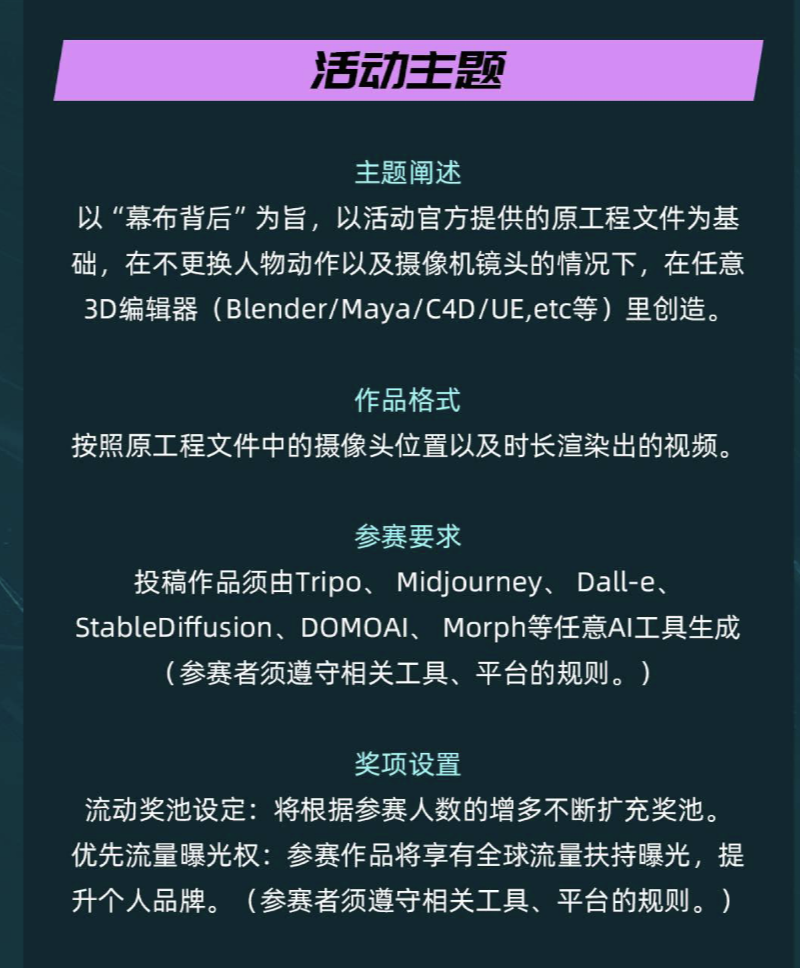 活动主题
主题阐述
以“幕布背后”为旨，以活动官方提供的原工程文件为基
础，在不更换人物动作以及摄像机镜头的情况下，在任意
3D编辑器（Blender/Maya/C4D/UE,etc等）里创造。
作品格式
按照原工程文件中的摄像头位置以及时长渲染出的视频。
参赛要求
投稿作品须由Tripo、 Midjourney、 Dall-e、
StableDiffusion、DOMOAI、 Morph等任意AI工具生成
（参赛者须遵守相关工具、平台的规则。）
奖项设置
流动奖池设定：将根据参赛人数的增多不断扩充奖池。
优先流量曝光权：参赛作品将享有全球流量扶持曝光，提
升个人品牌。（参赛者须遵守相关工具、平台的规则。）